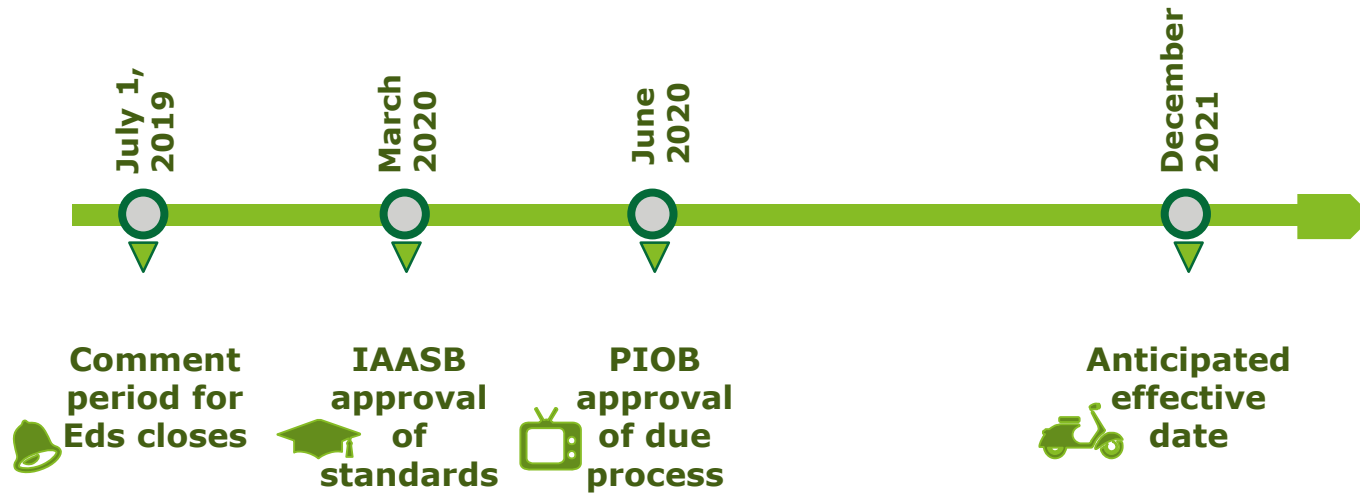 July 1,
2019
March
2020
June
2020
December
2021
Comment
period for
Eds closes
IAASB
approval
of
standards
PIOB
approval
of due
process
Anticipated
effective
date